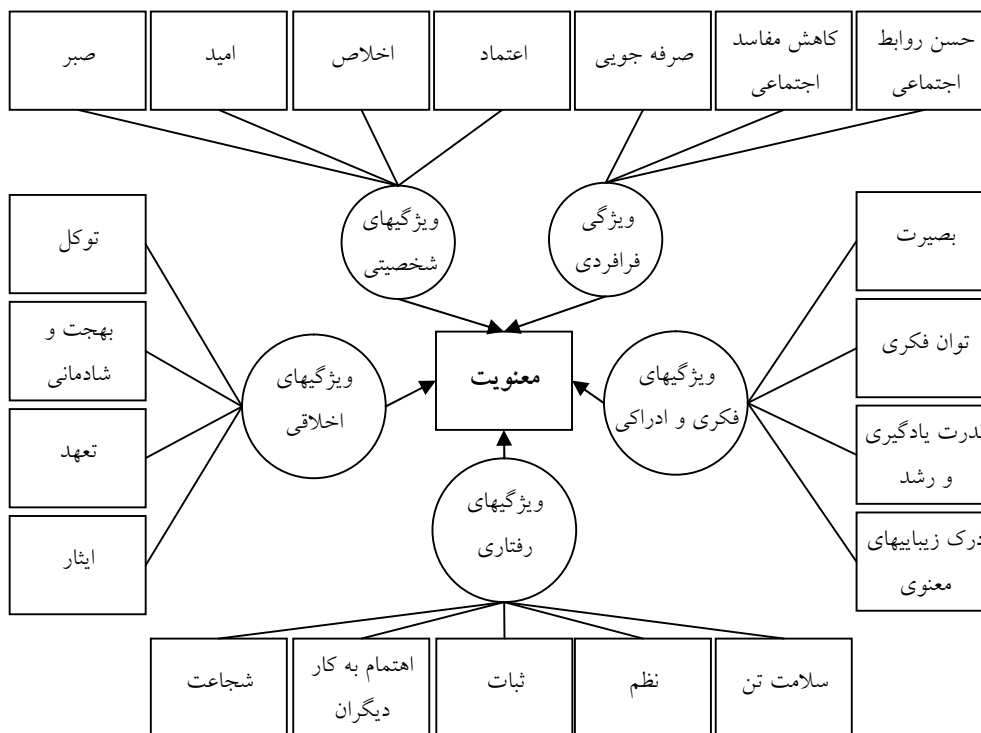 حسن روابط
اجتماعی
کاهش مفاسد
اجتماعی
صرفه جویی
اعتماد
اخلاص
امید
صبر
ویژگی
فرافردی
ویژگیهای
شخصیتی
بصیرت
توان فکری
قدرت یادگیری
و رشد
درک زیباییهای
معنوی
ویژگیهای
فکری و ادراکی
معنویت
ویژگیهای
اخلاقی
توکل
بهجت و
شادمانی
تعهد
ایثار
ویژگیهای
رفتاری
سلامت تن
نظم
ثبات
اهتمام به کار
دیگران
شجاعت